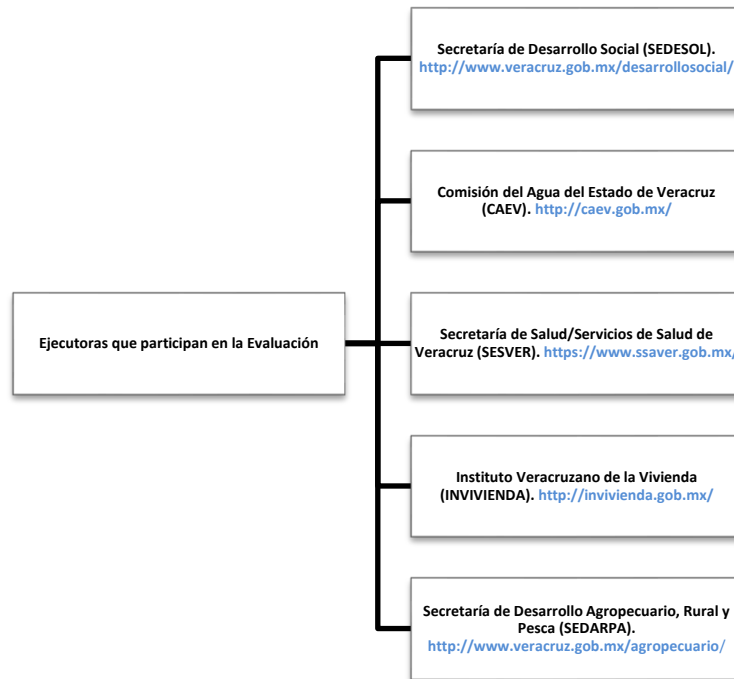 Secretaría de Desarrollo Social (SEDESOL).
http://www.veracruz.gob.mx/desarrollosocial/
Comisión del Agua del Estado de Veracruz
(CAEV). http://caev.gob.mx/
Ejecutoras que participan en la Evaluación
Secretaría de Salud/Servicios de Salud de
Veracruz (SESVER). https://www.ssaver.gob.mx/
Instituto Veracruzano de la Vivienda
(INVIVIENDA). http://invivienda.gob.mx/
Secretaría de Desarrollo Agropecuario, Rural y
Pesca (SEDARPA).
http://www.veracruz.gob.mx/agropecuario/